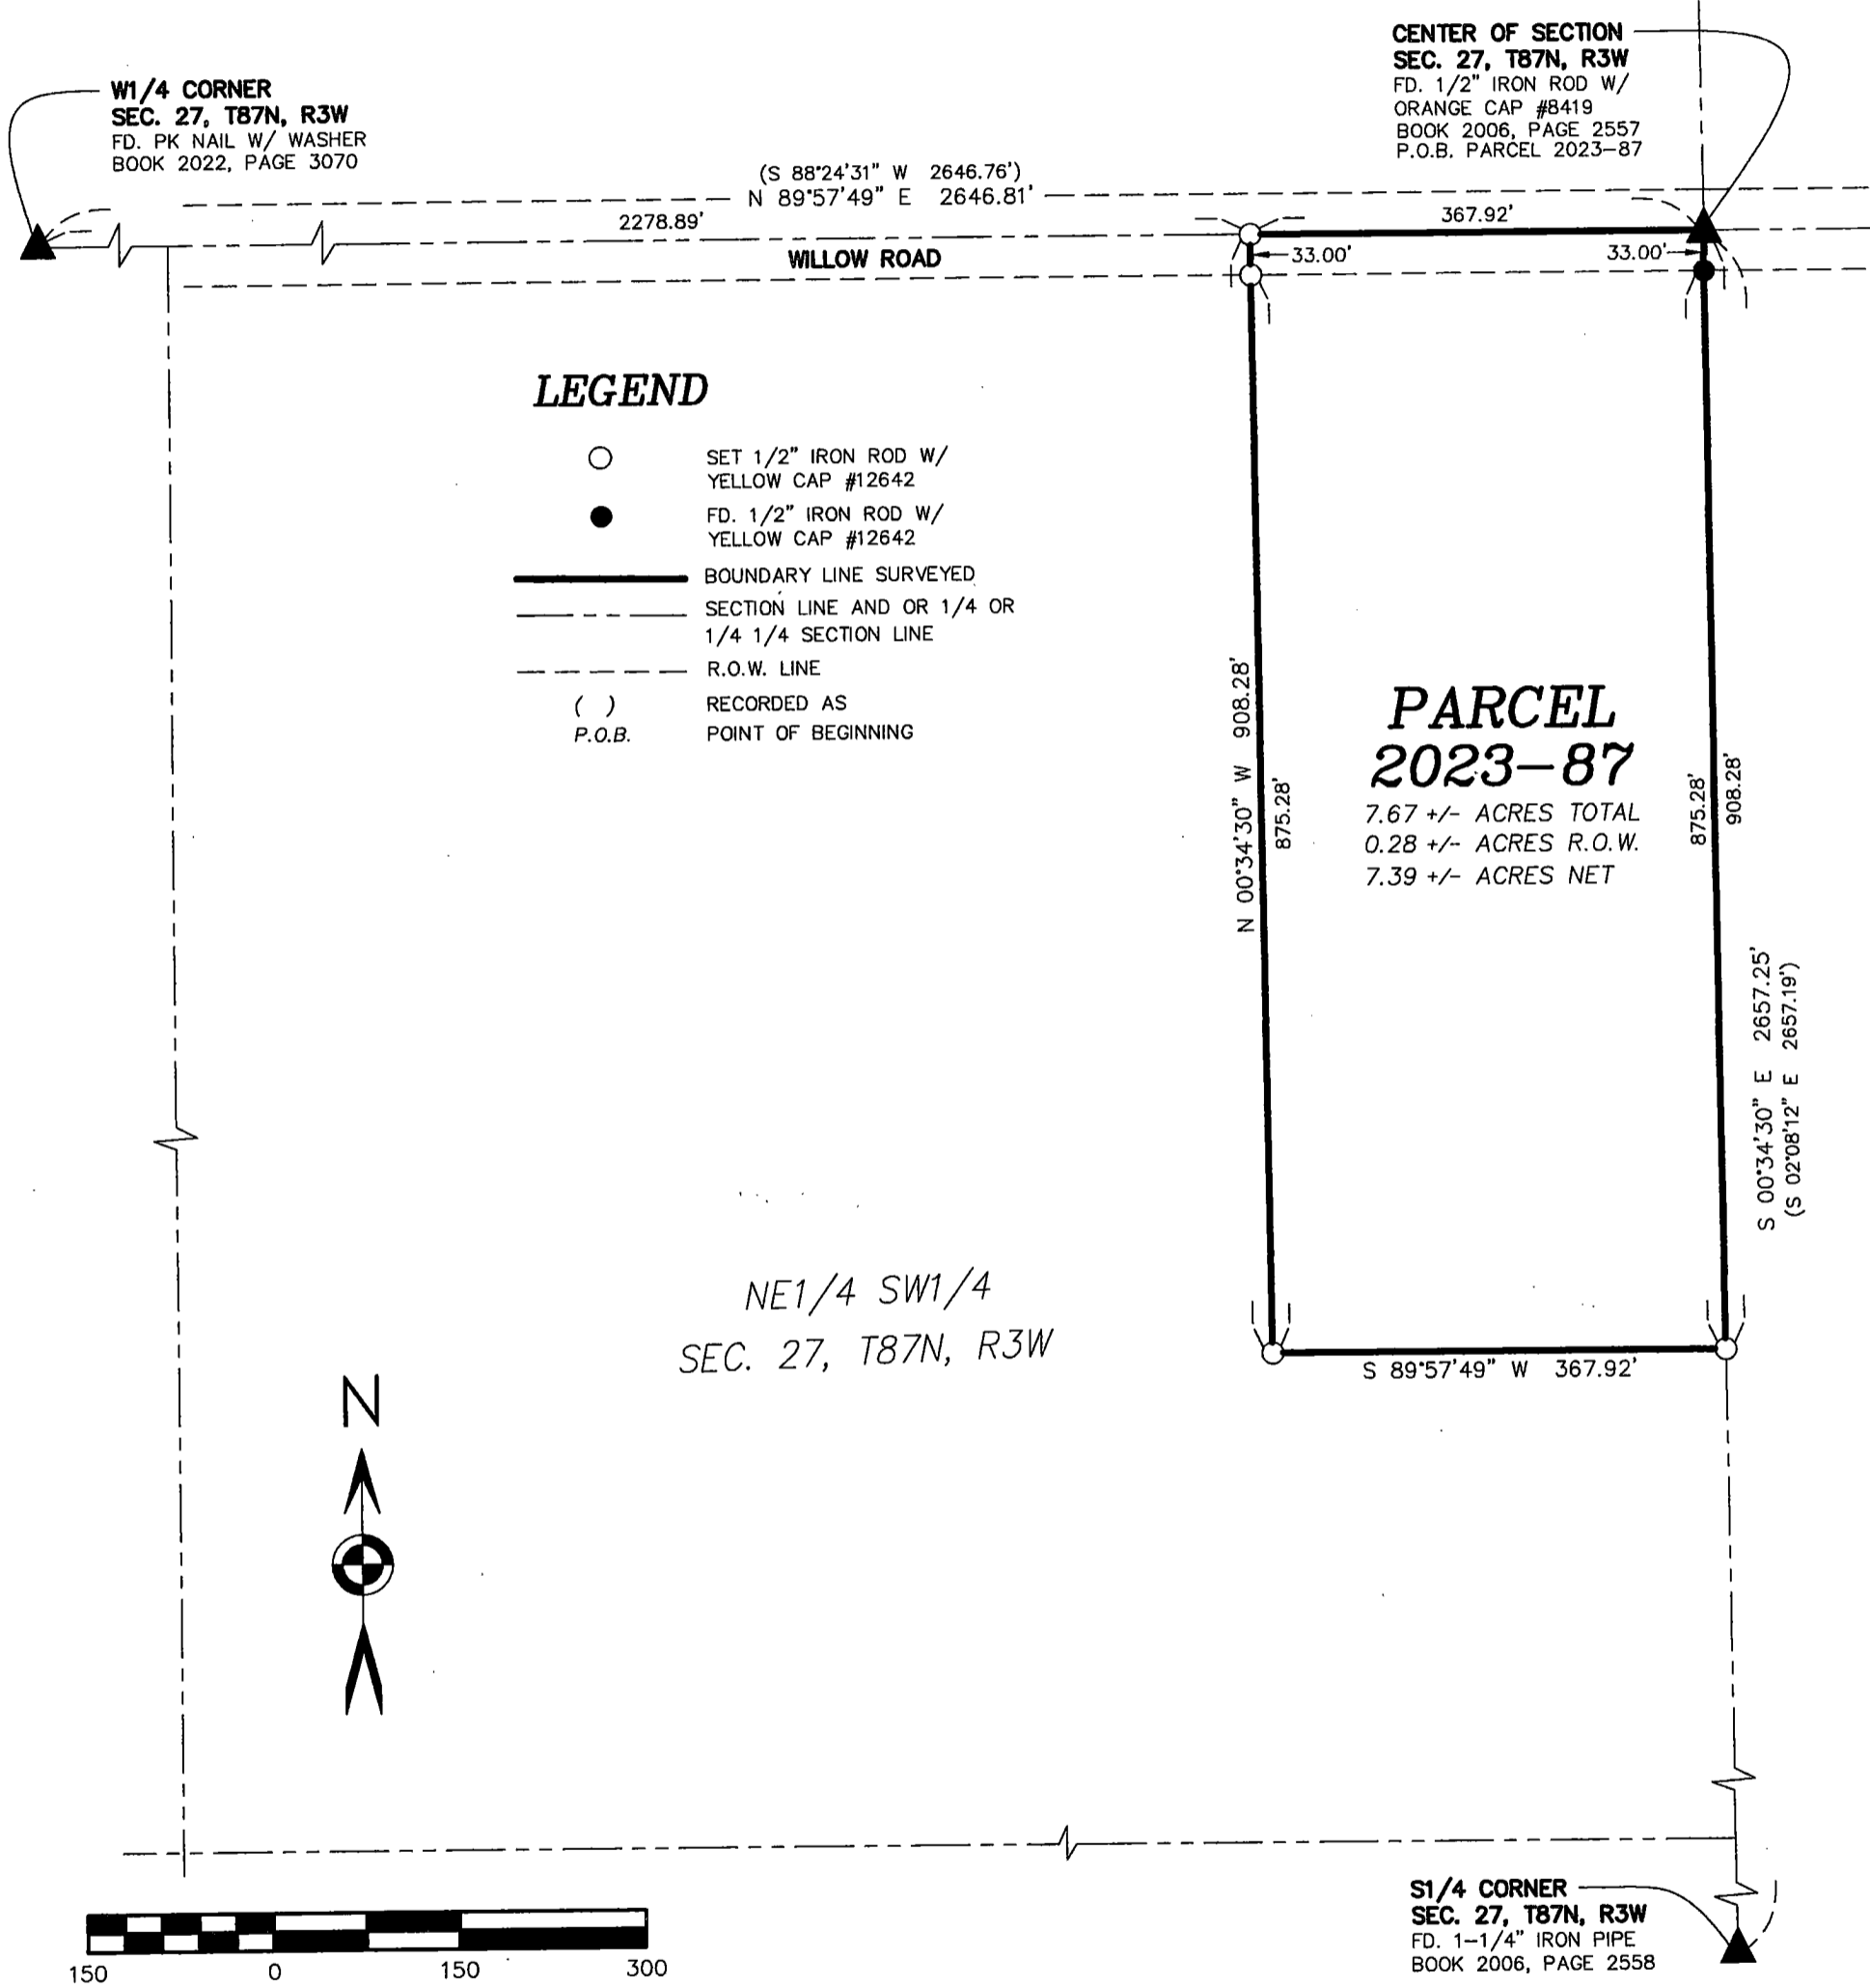 CENTER OF SECTION
SEC. 27, T87N, R3W
FD. 1/2" IRON ROD W/
ORANGE CAP #8419
BOOK 2006, PAGE 2557
P.O.B. PARCEL 2023-87
W1/4 CORNER
SEC. 27, T87N, R3W
FD. PK NAIL W/ WASHER
BOOK 2022, PAGE 3070
(S 88°24'31" W 2646.76')
N 89°57'49" E 2646.81'
2278.89'
367.92'
WILLOW ROAD
33.00'
33.00'
LEGEND
SET 1/2" IRON ROD W/
YELLOW CAP #12642
FD. 1/2" IRON ROD W/
YELLOW CAP #12642
BOUNDARY LINE SURVEYED
SECTION LINE AND OR 1/4 OR
1/4 1/4 SECTION LINE
R.O.W. LINE
( ) RECORDED AS
P.O.B. POINT OF BEGINNING
N 00°34'30" W 908.28'
875.28'
PARCEL
2023-87
7.67 +/- ACRES TOTAL
0.28 +/- ACRES R.O.W.
7.39 +/- ACRES NET
875.28'
908.28'
S 00°34'30" E 2657.25'
(S 02°08'12" E 2657.19')
NE1/4 SW1/4
SEC. 27, T87N, R3W
S 89°57'49" W 367.92'
N
S1/4 CORNER
SEC. 27, T87N, R3W
FD. 1-1/4" IRON PIPE
BOOK 2006, PAGE 2558
150 0 150 300